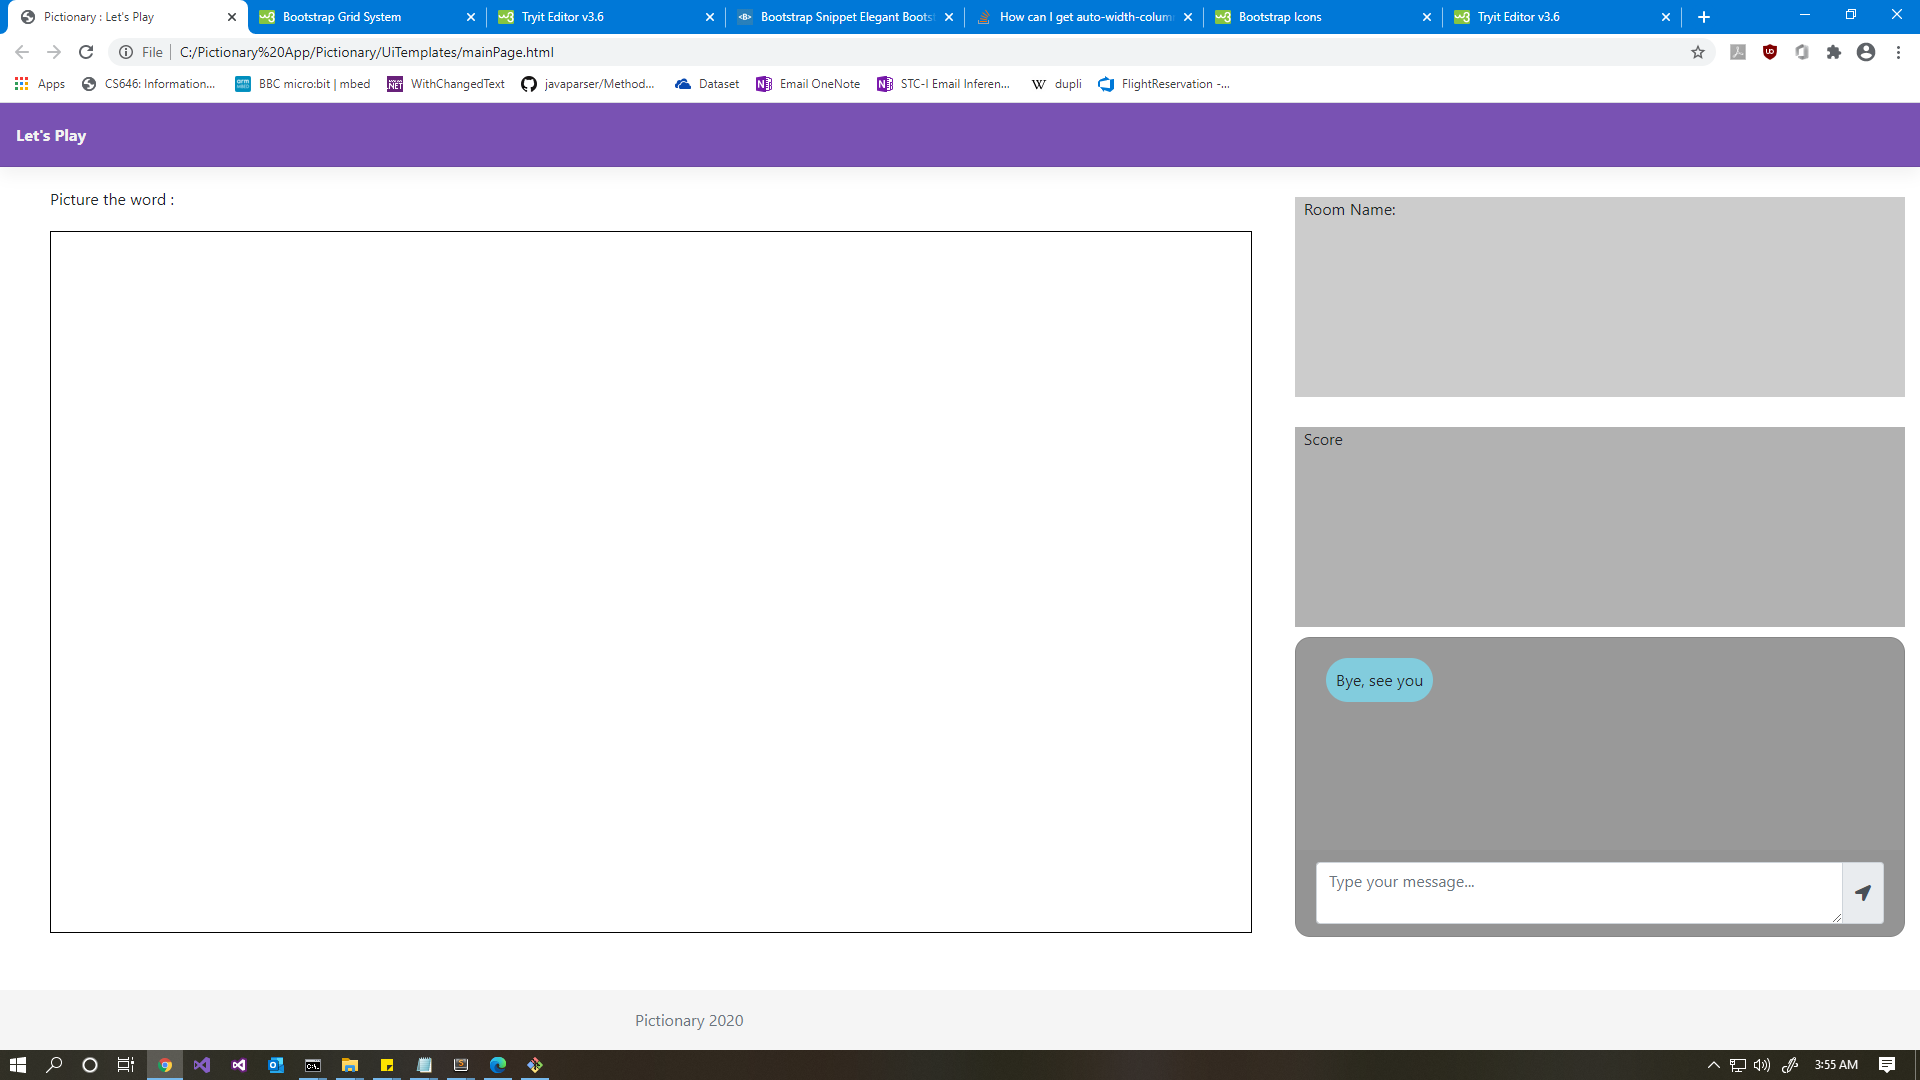 Pictionary : Let's Play
Bootstrap Grid System
Tryit Editor v3.6
Bootstrap Snippet Elegant Boots
How can I get auto-width-colum
Bootstrap Icons
Tryit Editor v3.6
File
C:/Pictionary%20App/Pictionary/UiTemplates/mainPage.html
Apps
CS646: Information...
BBC micro:bit | mbed
WithChangedText
javaparser/Method...
Dataset
Email OneNote
STC-I Email Inferen...
dupli
FlightReservation -...
Let's Play
Picture the word :
Room Name:
Score
Bye, see you
Type your message...
Pictionary 2020
3:55 AM